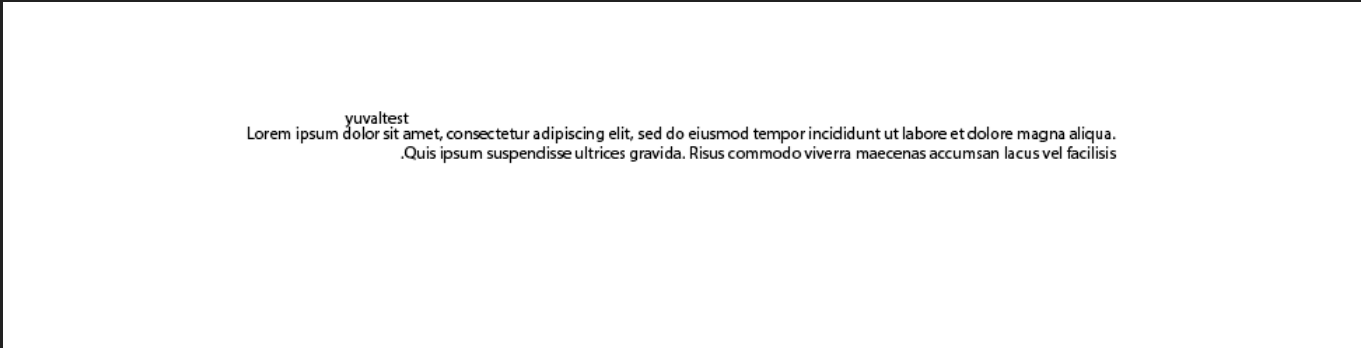 yuvaltest
Lorem ipsum dolor sit amet, consectetur adipiscing elit, sed do eiusmod tempor incididunt ut labore et dolore magna aliqua.
.Quis ipsum suspendisse ultrices gravida. Risus commodo viverra maecenas accumsan lacus vel facilisis